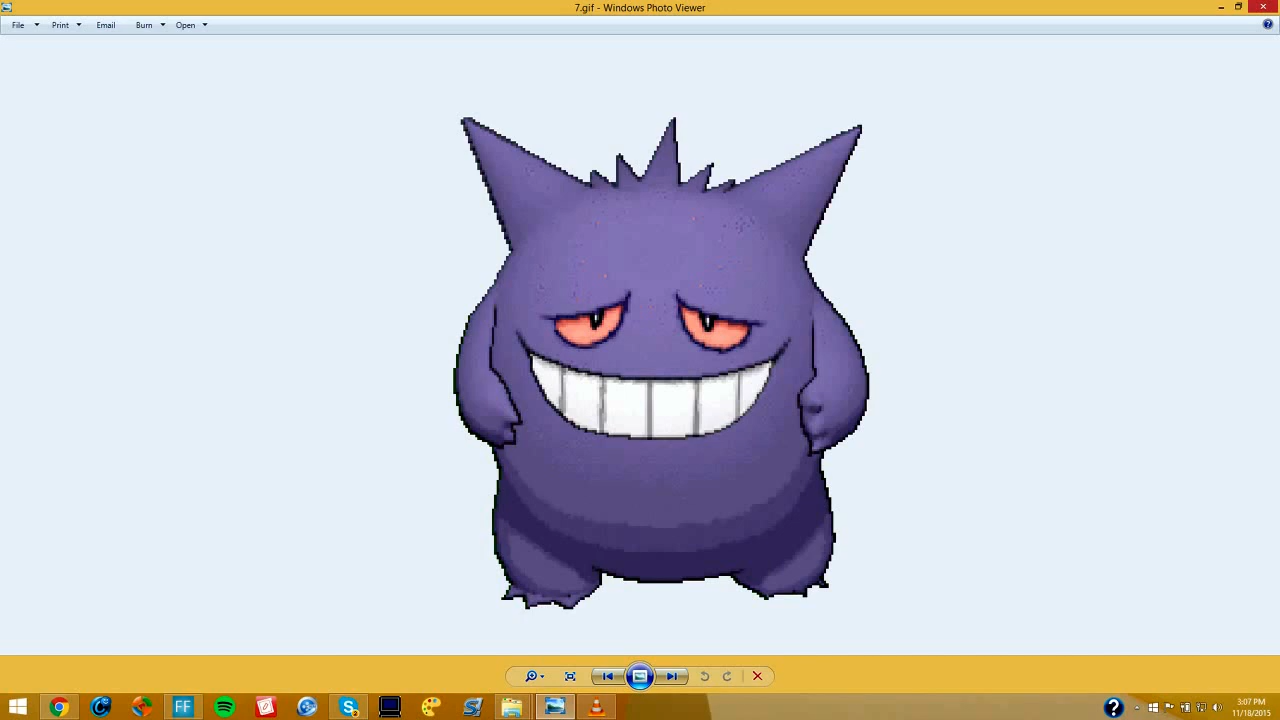 7.gif - Windows Photo Viewer
File Print Email Burn Open
FF
3:07 PM
11/18/2015